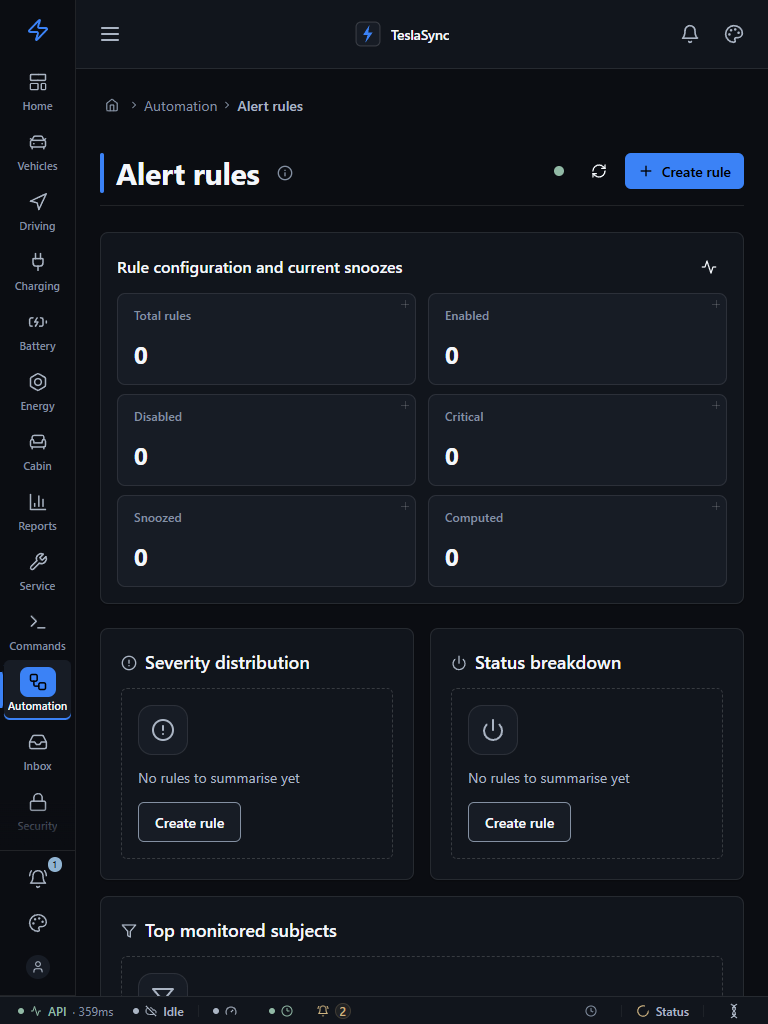 TeslaSync
Home
Vehicles
Driving
Charging
Battery
Energy
Cabin
Reports
Service
Commands
Automation
Inbox
Security
1
Automation
Alert rules
Alert rules
Create rule
Rule configuration and current snoozes
Total rules
0
Enabled
0
Disabled
0
Critical
0
Snoozed
0
Computed
0
Severity distribution
No rules to summarise yet
Create rule
Status breakdown
No rules to summarise yet
Create rule
Top monitored subjects
API · 359ms
Idle
2
Status